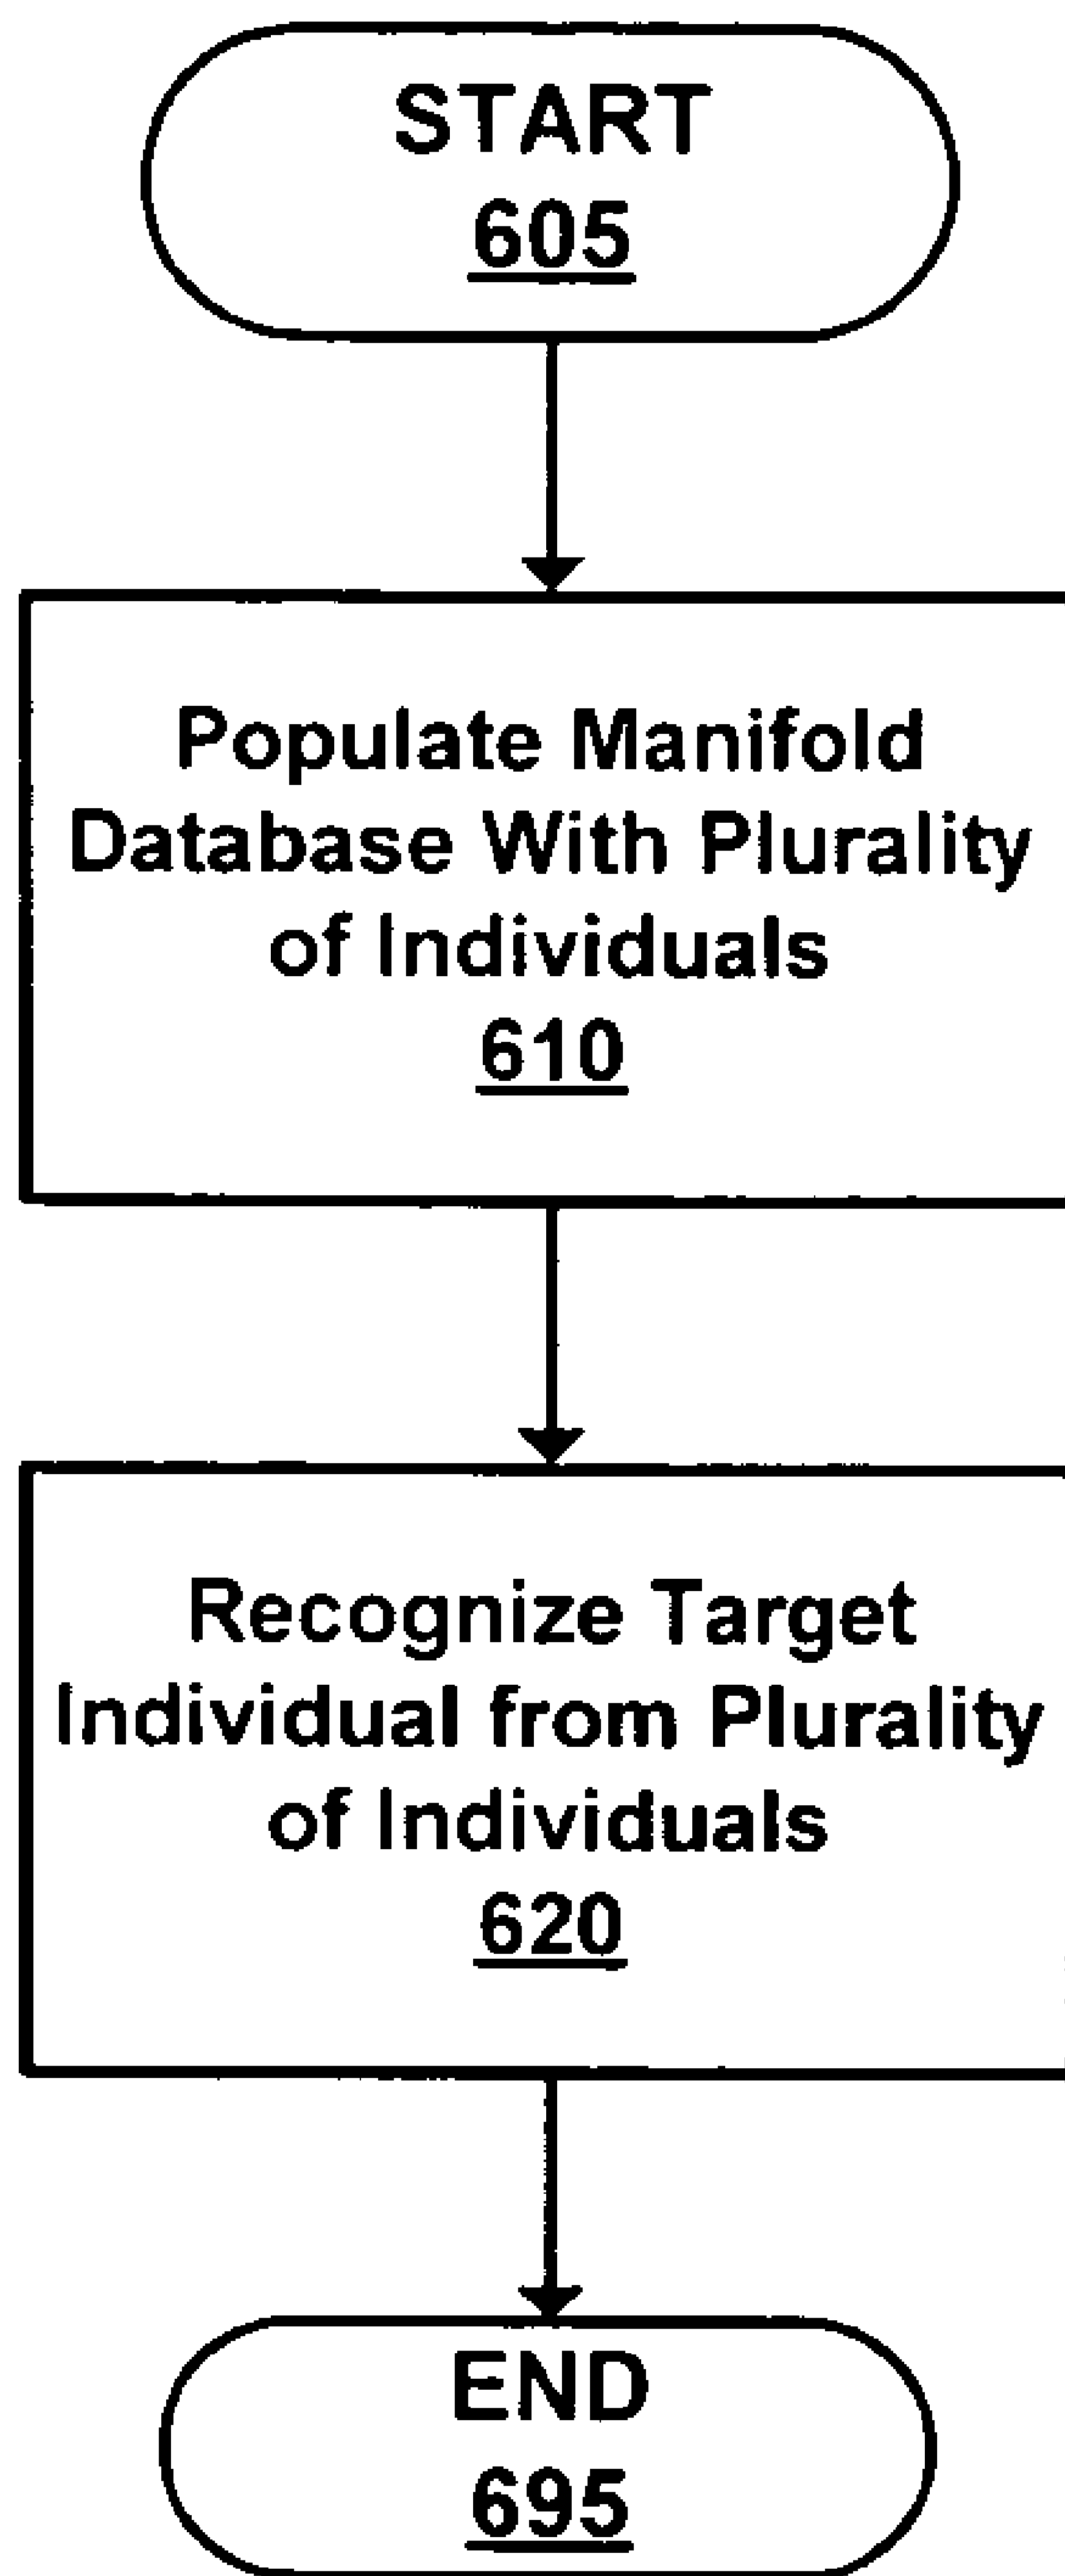 START
605
Populate Manifold
Database With Plurality
of Individuals
610
Recognize Target
Individual from Plurality
of Individuals
620
END
695